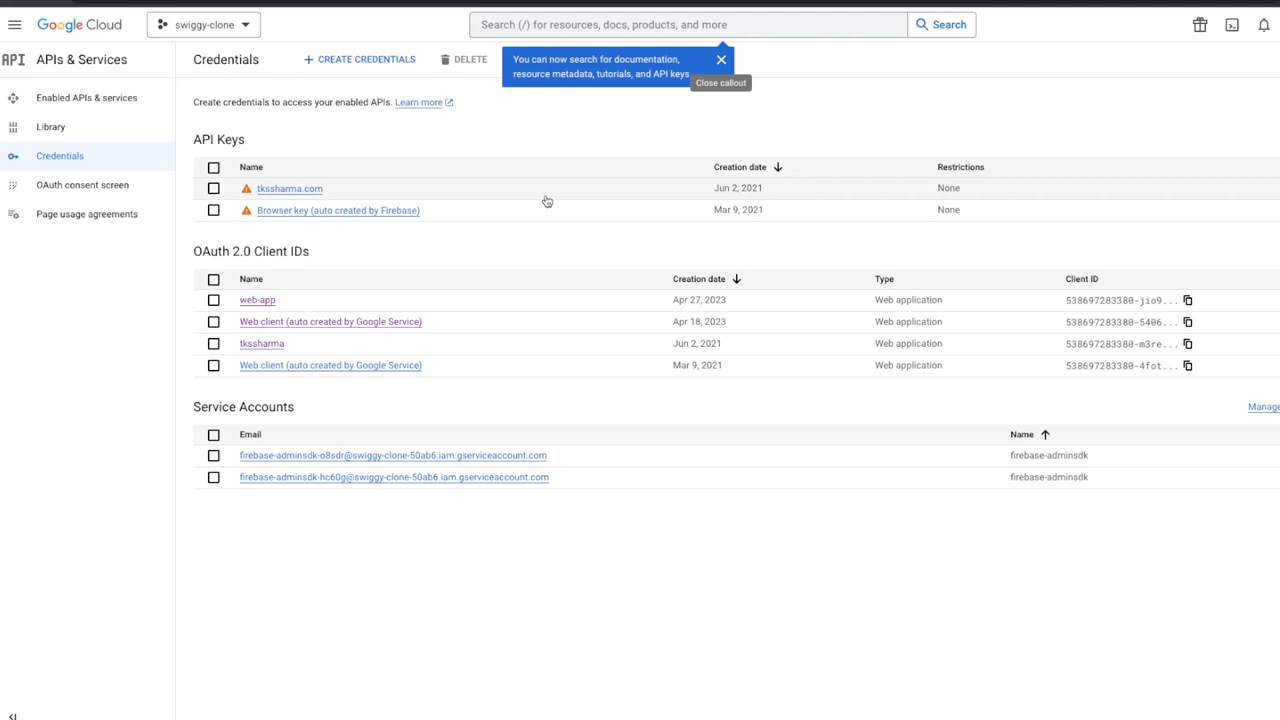 Google Cloud
swiggy-clone
Search (/) for resources, docs, products, and more
Search
API
APIs & Services
Credentials
+ CREATE CREDENTIALS
DELETE
You can now search for documentation,
resource metadata, tutorials, and API keys
Close callout
Enabled APIs & services
Library
Credentials
OAuth consent screen
Page usage agreements
Create credentials to access your enabled APIs. Learn more
API Keys
Name Creation date Restrictions
tkssharma.com Jun 2, 2021 None
Browser key (auto created by Firebase) Mar 9, 2021 None
OAuth 2.0 Client IDs
Name Creation date Type Client ID
web-app Apr 27, 2023 Web application 538697283380-jio9...
Web client (auto created by Google Service) Apr 18, 2023 Web application 538697283380-5406...
tkssharma Jun 2, 2021 Web application 538697283380-m3re...
Web client (auto created by Google Service) Mar 9, 2021 Web application 538697283380-4fot...
Service Accounts
Manage
Email Name
firebase-adminsdk-o8sdr@swiggy-clone-50ab6.iam.gserviceaccount.com firebase-adminsdk
firebase-adminsdk-hc60g@swiggy-clone-50ab6.iam.gserviceaccount.com firebase-adminsdk